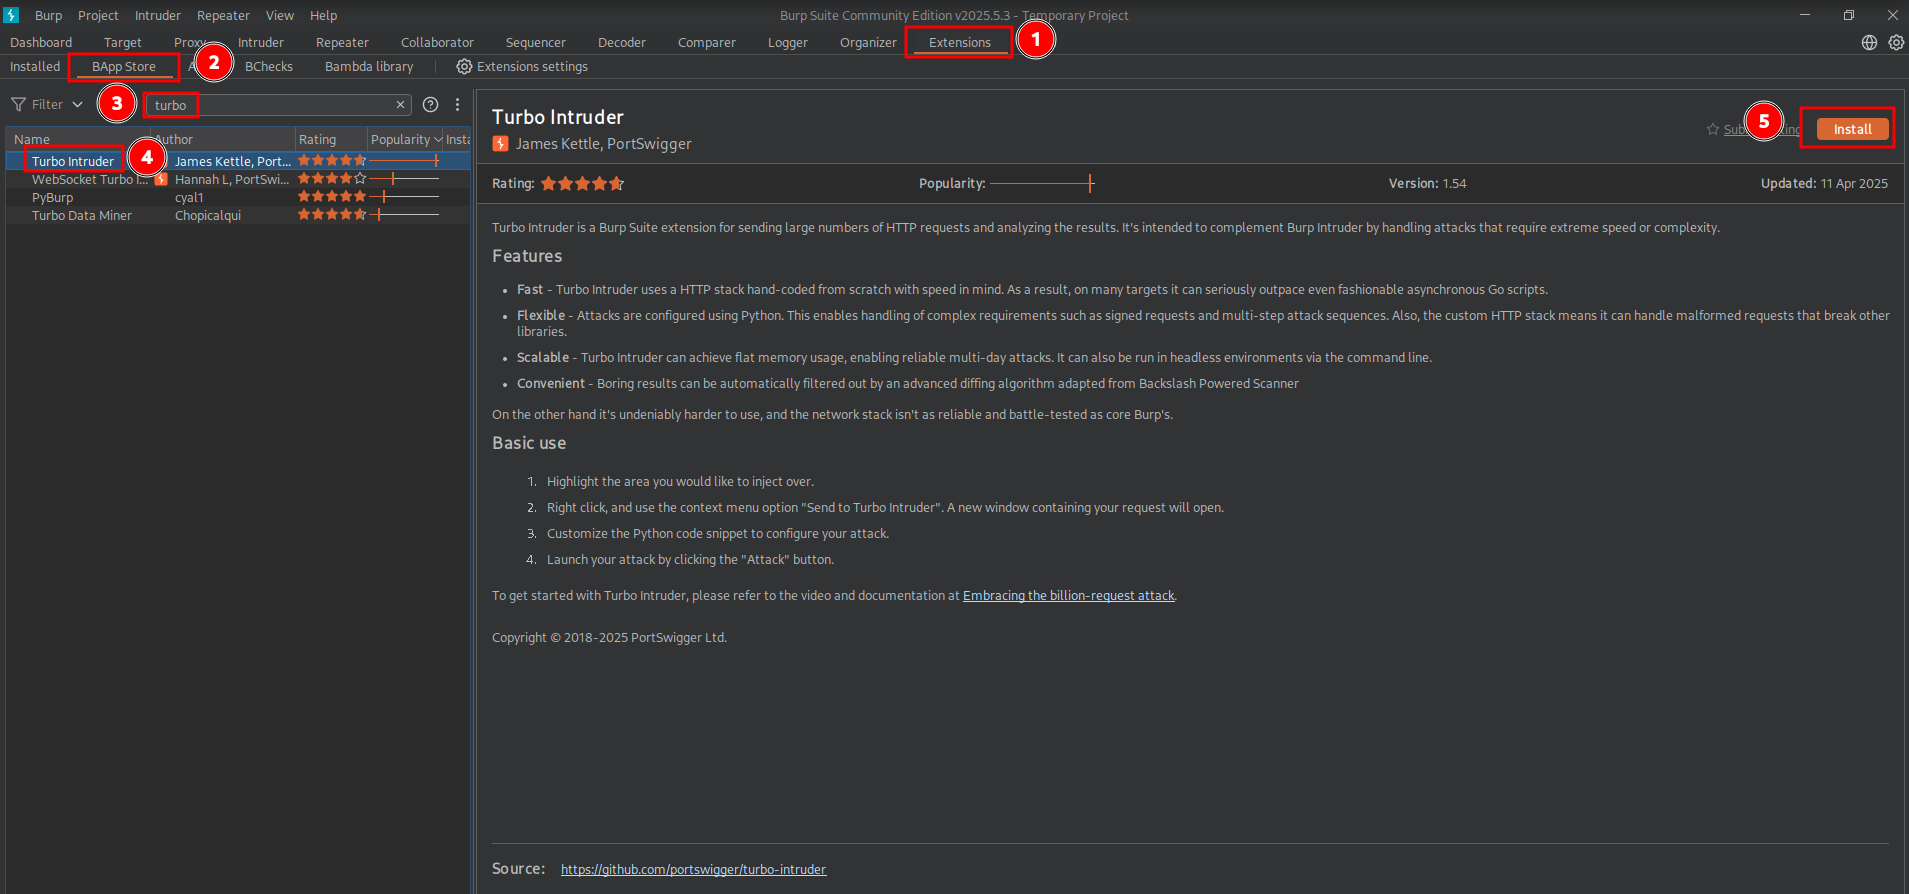 Burp Project Intruder Repeater View Help Burp Suite Community Edition v2025.5.3 - Temporary Project
Dashboard Target Proxy Intruder Repeater Collaborator Sequencer Decoder Comparer Logger Organizer Extensions 1
Installed BApp Store 2 BChecks Bambda library Extensions settings
Filter 3 turbo
Name Author Rating Popularity Insta
Turbo Intruder 4 James Kettle, Port...
WebSocket Turbo I... Hannah L, PortSwi...
PyBurp cyal1
Turbo Data Miner Chopicalqui
Turbo Intruder
James Kettle, PortSwigger
5 Install
Rating: Popularity: Version: 1.54 Updated: 11 Apr 2025
Turbo Intruder is a Burp Suite extension for sending large numbers of HTTP requests and analyzing the results. It's intended to complement Burp Intruder by handling attacks that require extreme speed or complexity.
Features
• Fast - Turbo Intruder uses a HTTP stack hand-coded from scratch with speed in mind. As a result, on many targets it can seriously outpace even fashionable asynchronous Go scripts.
• Flexible - Attacks are configured using Python. This enables handling of complex requirements such as signed requests and multi-step attack sequences. Also, the custom HTTP stack means it can handle malformed requests that break other
libraries.
• Scalable - Turbo Intruder can achieve flat memory usage, enabling reliable multi-day attacks. It can also be run in headless environments via the command line.
• Convenient - Boring results can be automatically filtered out by an advanced diffing algorithm adapted from Backslash Powered Scanner
On the other hand it's undeniably harder to use, and the network stack isn't as reliable and battle-tested as core Burp's.
Basic use
1. Highlight the area you would like to inject over.
2. Right click, and use the context menu option "Send to Turbo Intruder". A new window containing your request will open.
3. Customize the Python code snippet to configure your attack.
4. Launch your attack by clicking the "Attack" button.
To get started with Turbo Intruder, please refer to the video and documentation at Embracing the billion-request attack.
Copyright © 2018-2025 PortSwigger Ltd.
Source: https://github.com/portswigger/turbo-intruder